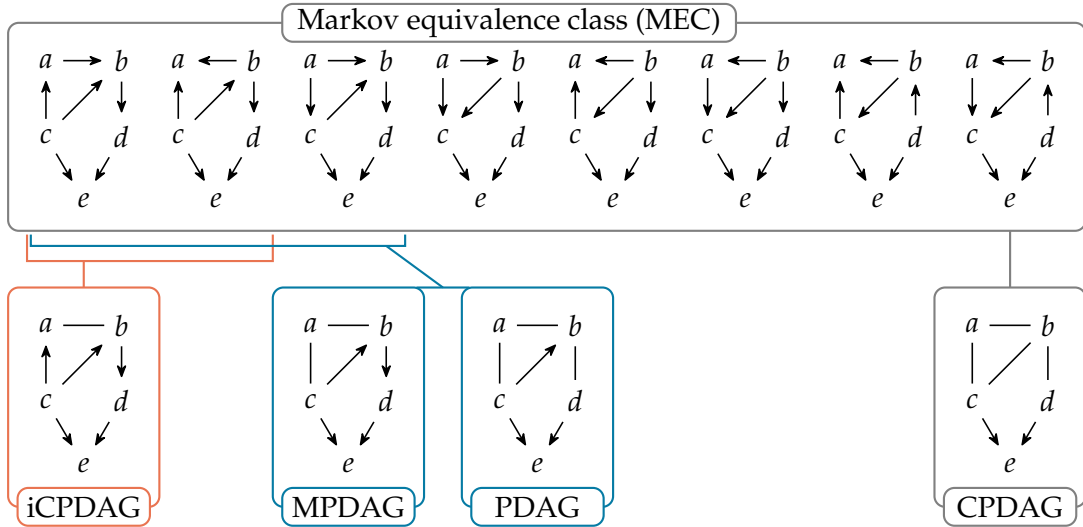 Markov equivalence class (MEC)
a b a b a b a b a b a b a b a b
c d c d c d c d c d c d c d c d
e e e e e e e e
a b a b a b a b
c d c d c d c d
e e e e
iCPDAG MPDAG PDAG CPDAG